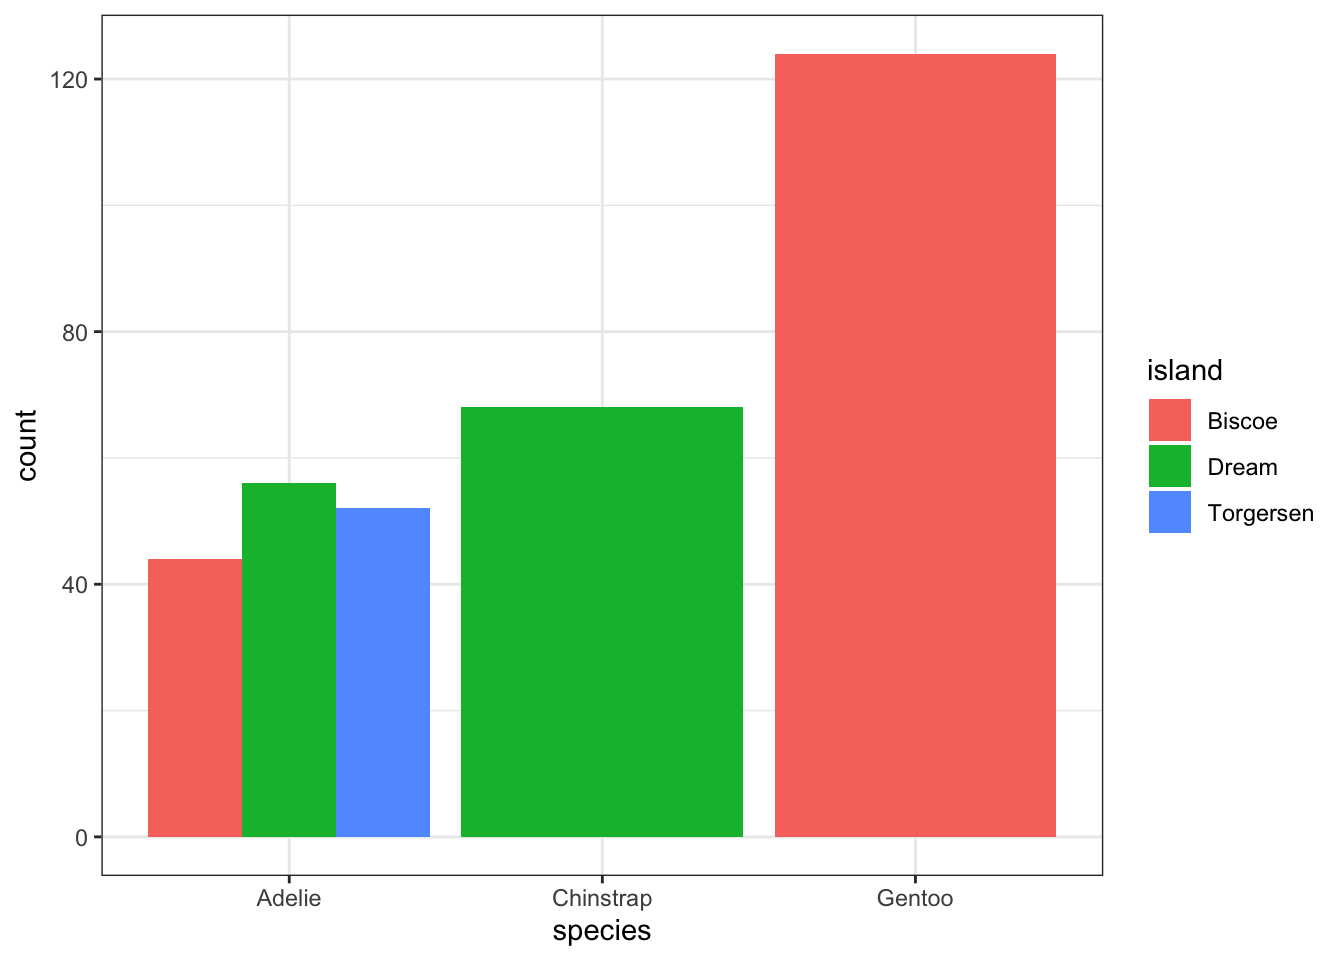 120
80
40
0
count
Adelie
Chinstrap
Gentoo
species
island
Biscoe
Dream
Torgersen